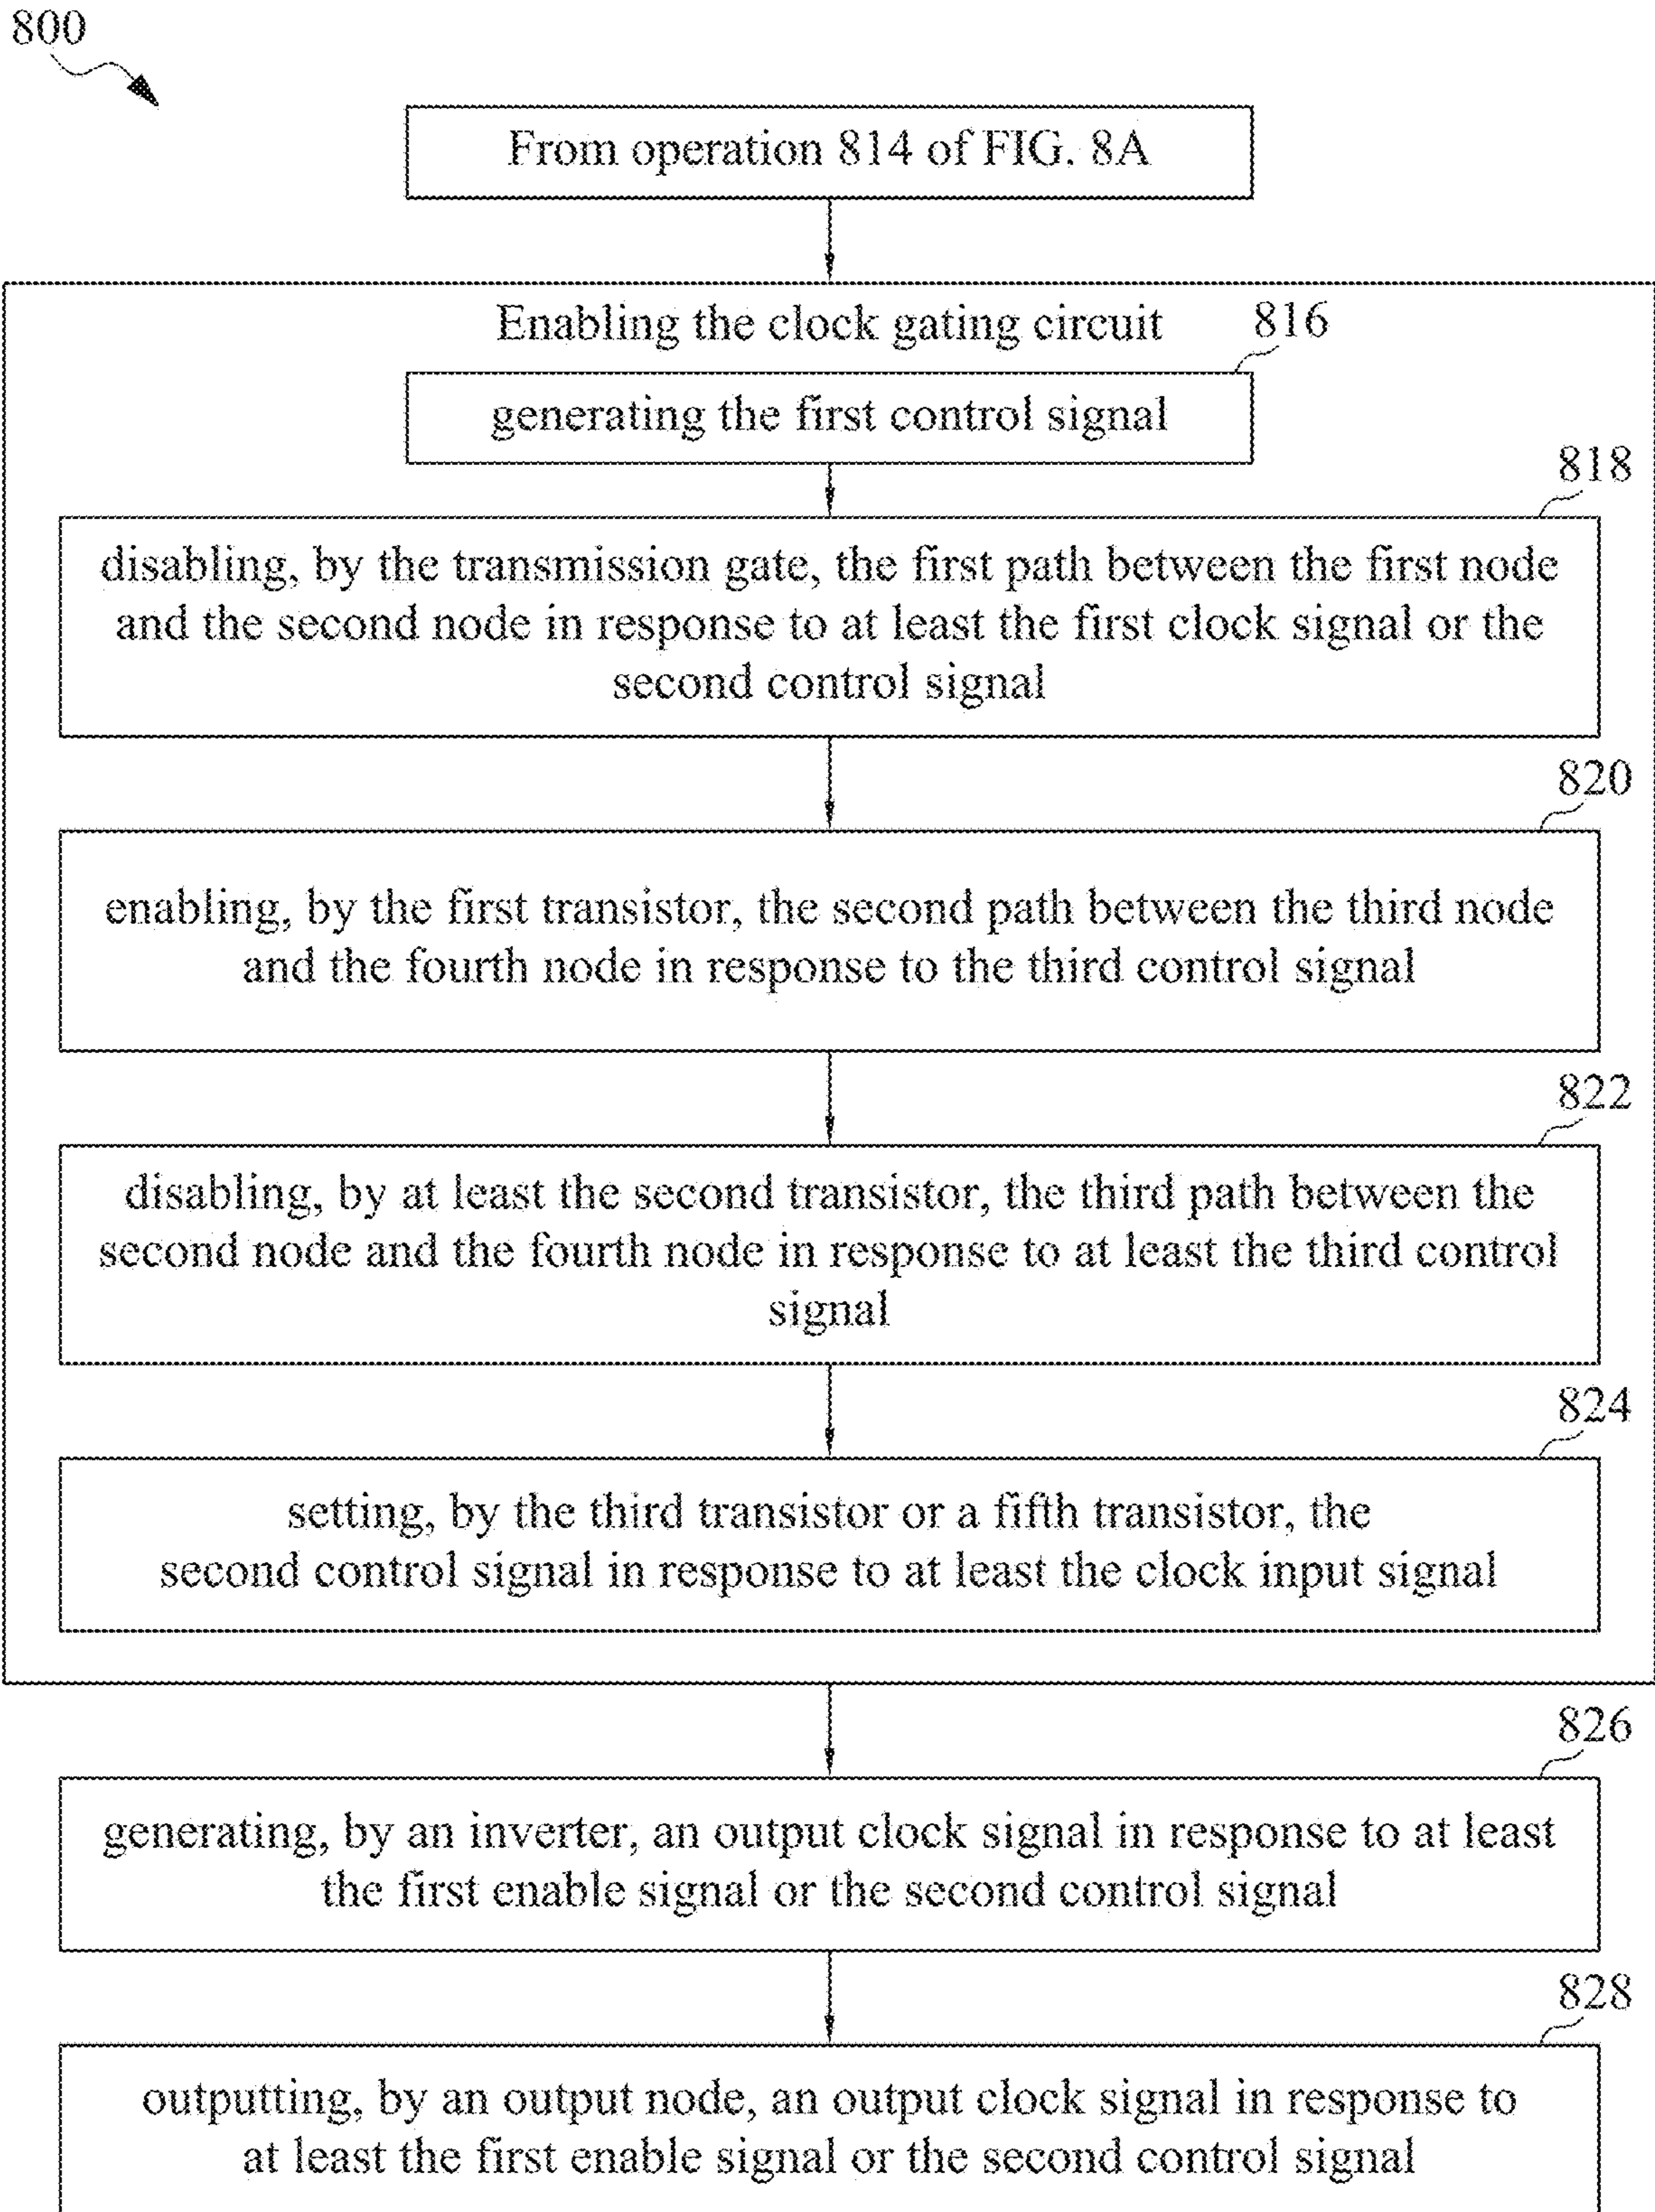 800
From operation 814 of FIG. 8A
Enabling the clock gating circuit
816
generating the first control signal
818
disabling, by the transmission gate, the first path between the first node
and the second node in response to at least the first clock signal or the
second control signal
820
enabling, by the first transistor, the second path between the third node
and the fourth node in response to the third control signal
822
disabling, by at least the second transistor, the third path between the
second node and the fourth node in response to at least the third control
signal
824
setting, by the third transistor or a fifth transistor, the
second control signal in response to at least the clock input signal
826
generating, by an inverter, an output clock signal in response to at least
the first enable signal or the second control signal
828
outputting, by an output node, an output clock signal in response to
at least the first enable signal or the second control signal